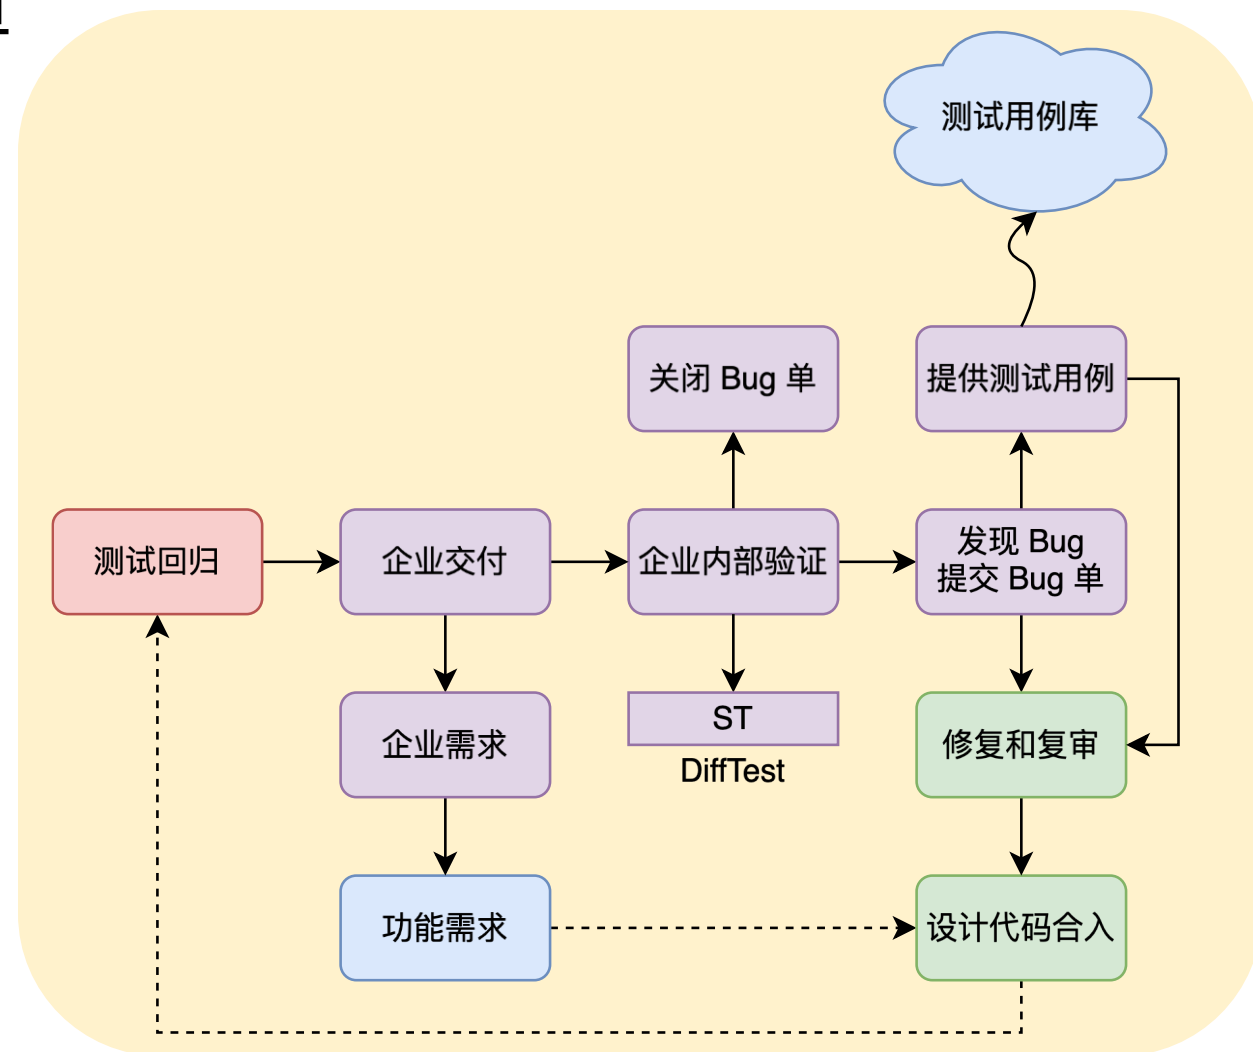 测试用例库
关闭 Bug 单
提供测试用例
测试回归
企业交付
企业内部验证
发现 Bug
提交 Bug 单
企业需求
ST
DiffTest
修复和复审
功能需求
设计代码合入